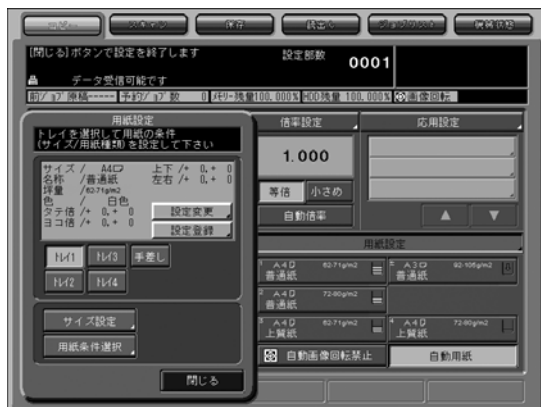 コピー スキャン 保存 読出し ジョブリスト 機械状態
[閉じる]ボタンで設定を終了します
設定部数 0001
データ受信可能です
前ジョブ原稿----- 予約ジョブ数 0 メモリー残量100.000% HDD残量 100.000% 画像回転
用紙設定
トレイを選択して用紙の条件
(サイズ/用紙種類)を設定して下さい
サイズ / A4 上下 /+ 0,+ 0
名称 /普通紙 左右 /+ 0,+ 0
坪量 /62-71g/m2
色 / 白色
タテ倍 /+ 0,+ 0
ヨコ倍 /+ 0,+ 0
設定変更
設定登録
トレイ1 トレイ3 手差し
トレイ2 トレイ4
サイズ設定
用紙条件選択
閉じる
倍率設定
1.000
等倍 小さめ
自動倍率
応用設定
▲ ▼
用紙設定
1 A4 62-71g/m2
普通紙
5 A3 92-105g/m2
普通紙
2 A4 72-80g/m2
普通紙
3 A4 62-71g/m2
上質紙
4 A4 72-80g/m2
上質紙
自動画像回転禁止
自動用紙